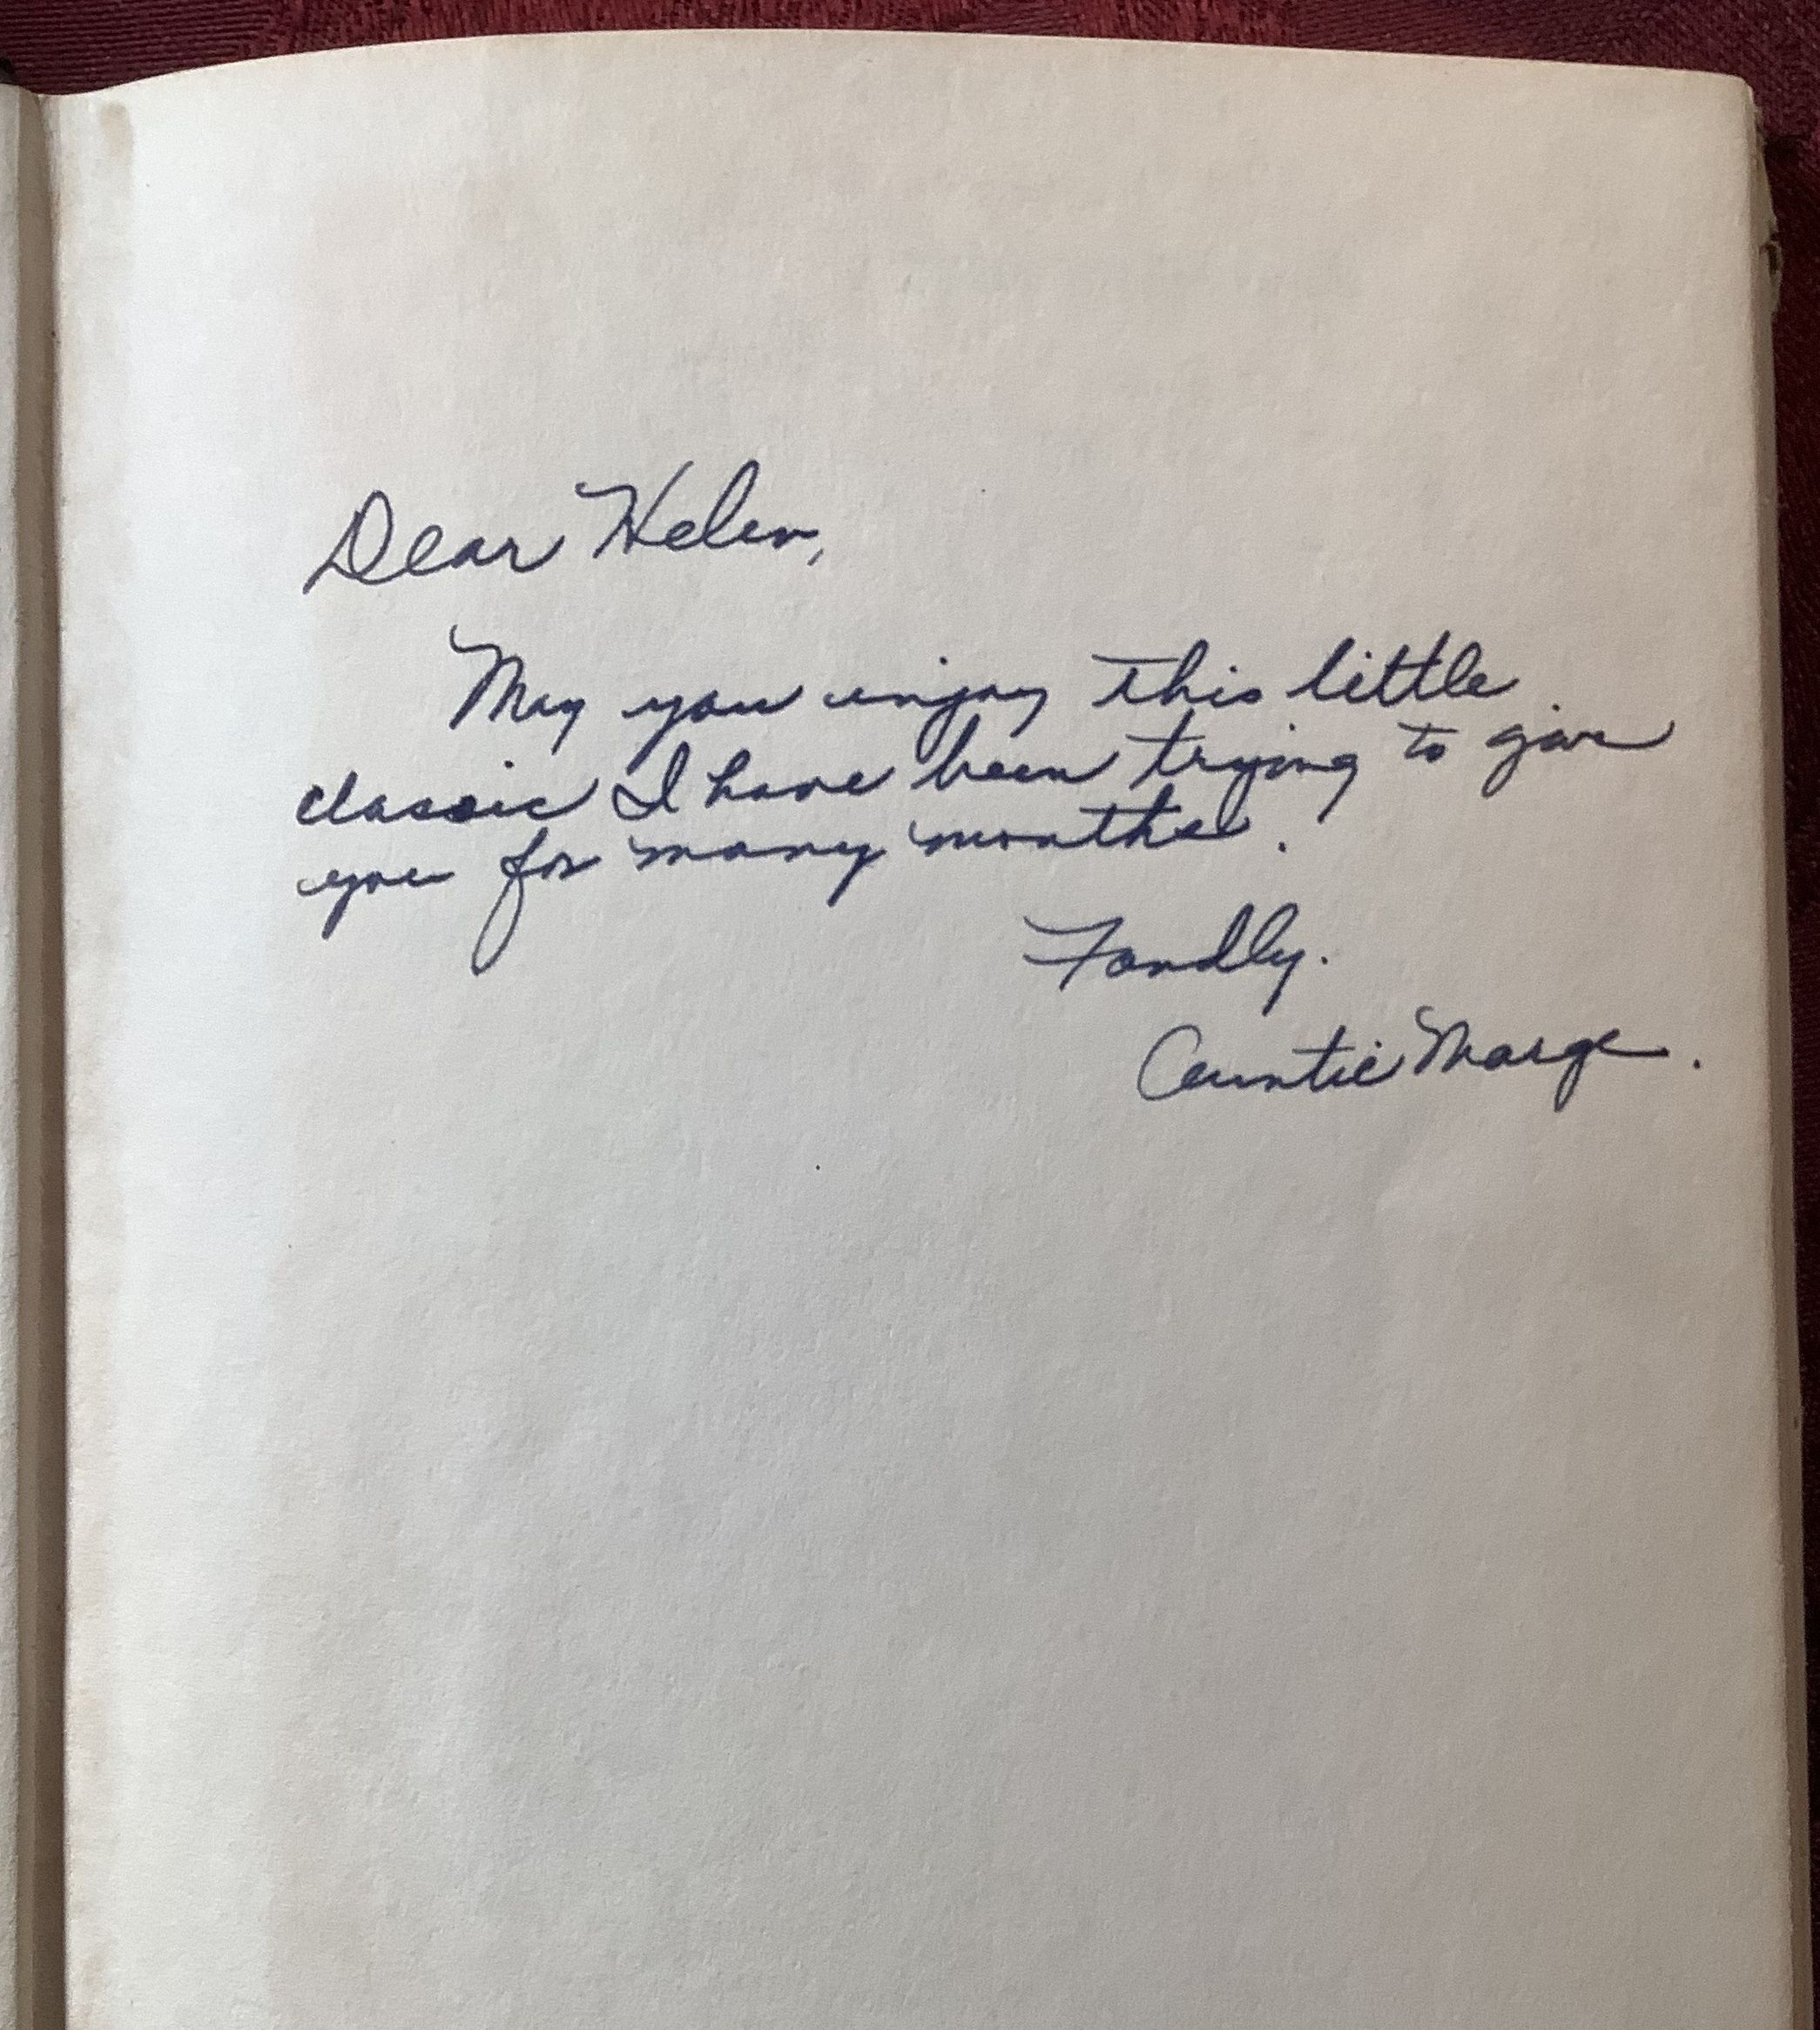 Dear Helen,
May you enjoy this little
classic I have been trying to give
you for many months.
Fondly.
Auntie Marge.